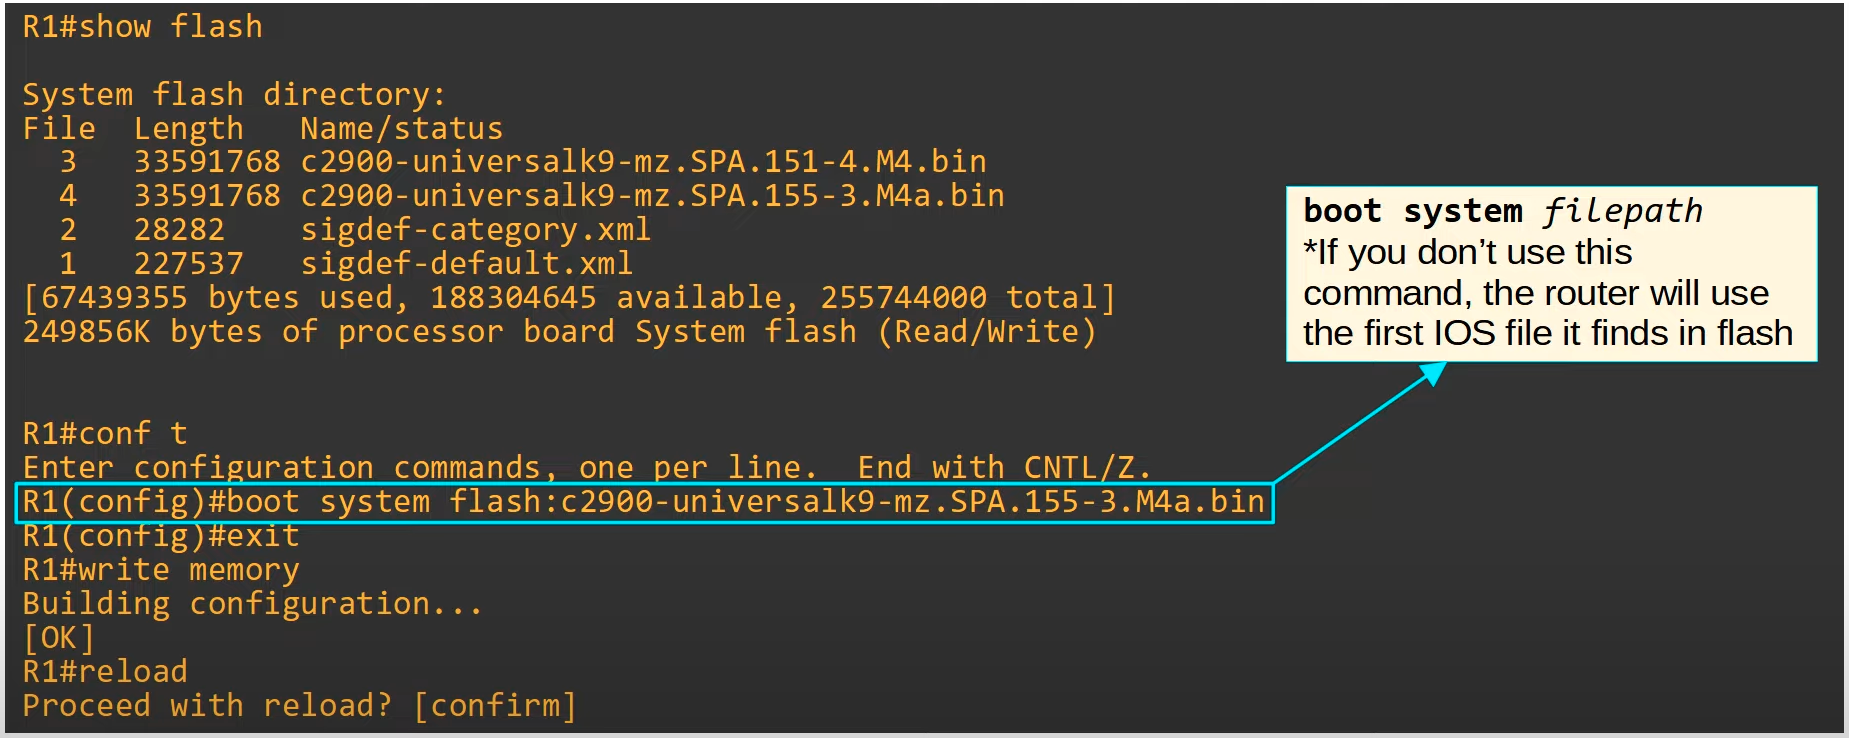 R1#show flash
System flash directory:
File  Length   Name/status
  3   33591768 c2900-universalk9-mz.SPA.151-4.M4.bin
  4   33591768 c2900-universalk9-mz.SPA.155-3.M4a.bin
  2   28282    sigdef-category.xml
  1   227537   sigdef-default.xml
[67439355 bytes used, 188304645 available, 255744000 total]
249856K bytes of processor board System flash (Read/Write)
R1#conf t
Enter configuration commands, one per line.  End with CNTL/Z.
R1(config)#boot system flash:c2900-universalk9-mz.SPA.155-3.M4a.bin
R1(config)#exit
R1#write memory
Building configuration...
[OK]
R1#reload
Proceed with reload? [confirm]
boot system filepath
*If you don’t use this
command, the router will use
the first IOS file it finds in flash